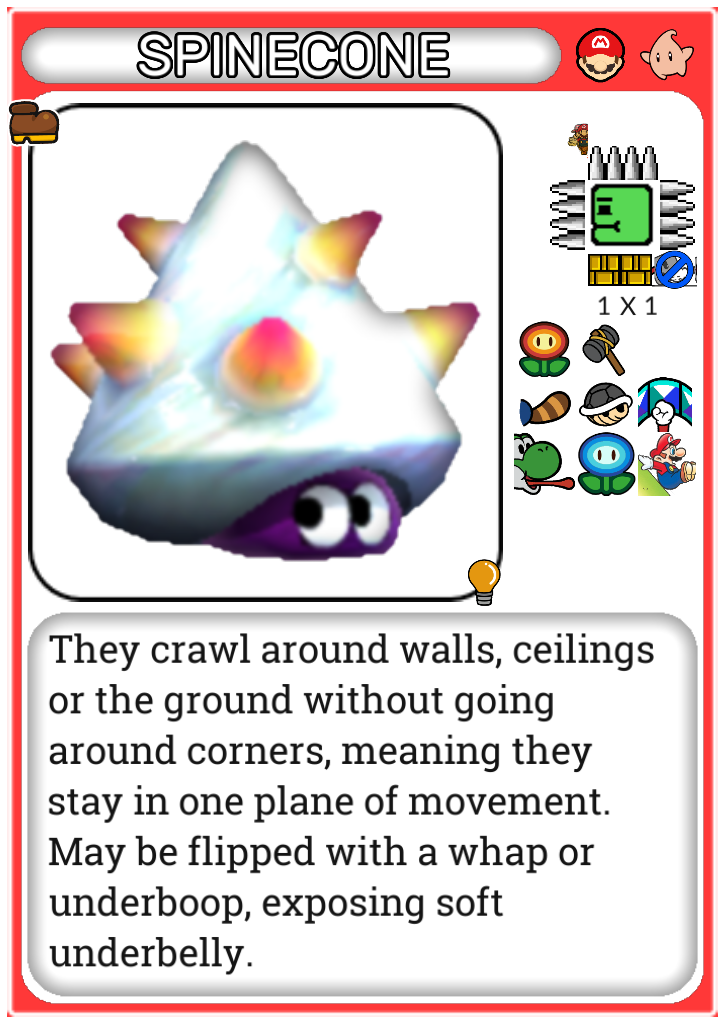 SPINECONE
1 X 1
They crawl around walls, ceilings
or the ground without going
around corners, meaning they
stay in one plane of movement.
May be flipped with a whap or
underboop, exposing soft
underbelly.